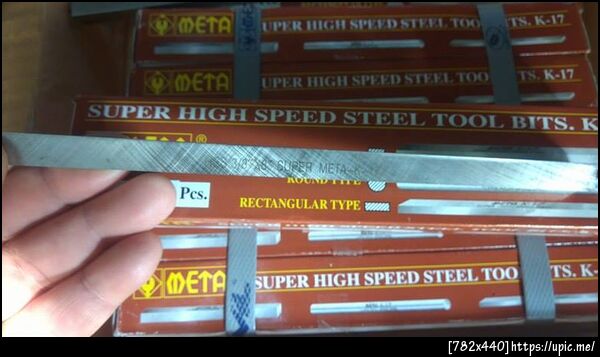 META ® SUPER HIGH SPEED STEEL TOOL BITS. K-17
META ® SUPER HIGH SPEED STEEL TOOL BITS. K-17
SUPER HIGH SPEED STEEL TOOL BITS. K
®
3/8" SUPER META-K
ROUND TYPE
Pcs.
RECTANGULAR TYPE
META ® SUPER HIGH SPEED STEEL TOOL BITS. K-
[782x440]https://upic.me/